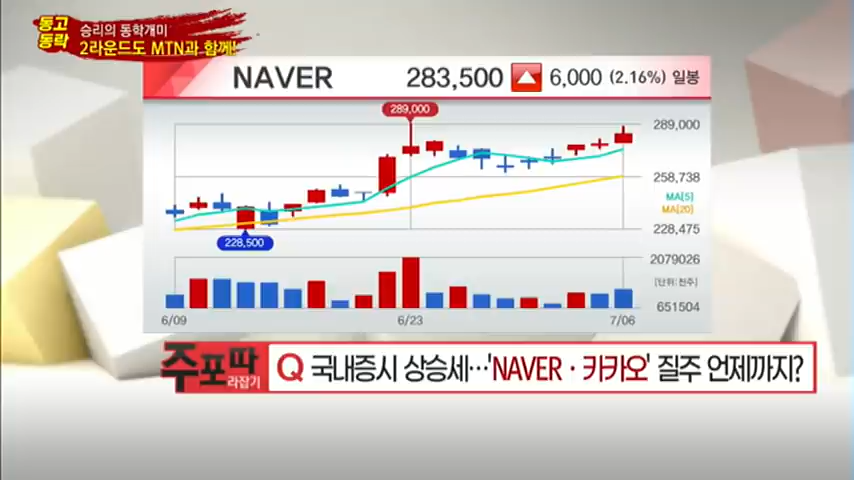 동고
동락
승리의 동학개미
2라운드도 MTN과 함께!
NAVER 283,500 6,000 (2.16%) 일봉
289,000
289,000
258,738
MA(5)
MA(20)
228,475
228,500
2079026
[단위:천주]
651504
6/09 6/23 7/06
주포따
라잡기
Q 국내증시 상승세…'NAVER·카카오' 질주 언제까지?